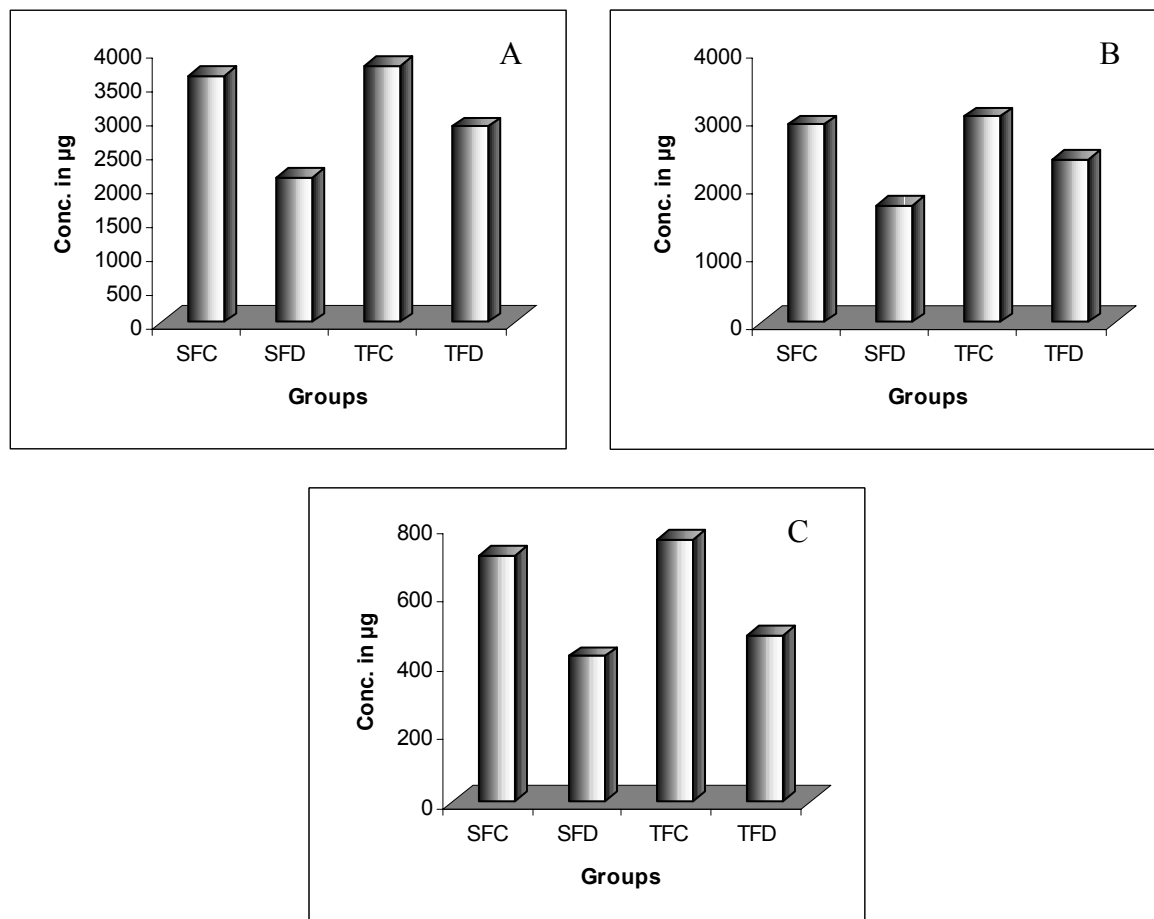 A
Conc. in µg
4000
3500
3000
2500
2000
1500
1000
500
0
SFC SFD TFC TFD
Groups
B
Conc. in µg
4000
3000
2000
1000
0
SFC SFD TFC TFD
Groups
C
Conc. in µg
800
600
400
200
0
SFC SFD TFC TFD
Groups